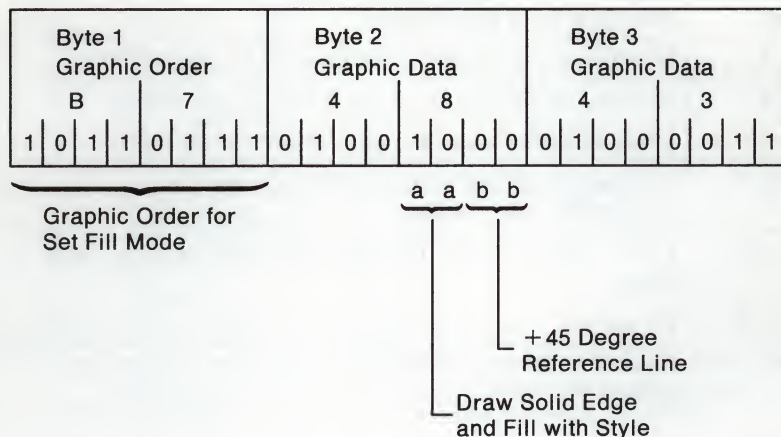 Byte 1 Byte 2 Byte 3
Graphic Order Graphic Data Graphic Data
B 7 4 8 4 3
1 0 1 1 0 1 1 1 0 1 0 0 1 0 0 0 0 1 0 0 0 0 1 1
a a b b
Graphic Order for
Set Fill Mode
+45 Degree
Reference Line
Draw Solid Edge
and Fill with Style